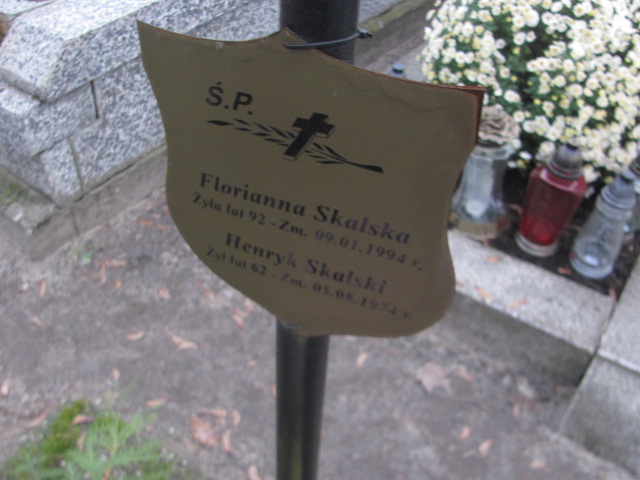 Ś.P.
Florianna Skalska
Żyła lat 92 - Zm. 09.01.1994 r.
Henryk Skalski
Żył lat 62 - Zm. 05.08.1974 r.